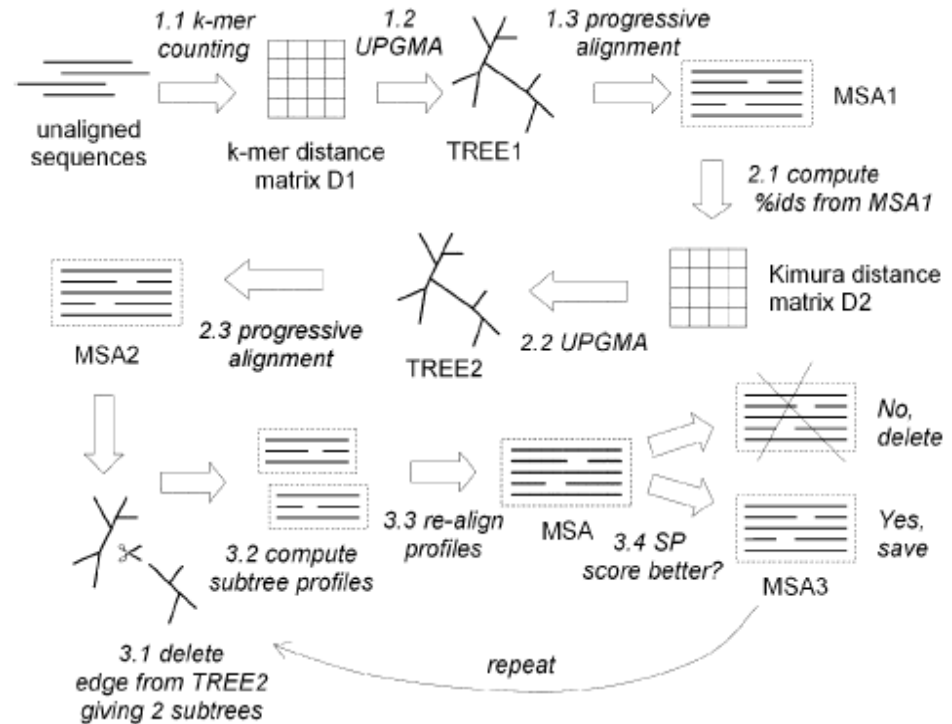 1.1 k-mer
counting
1.2
UPGMA
1.3 progressive
alignment
unaligned
sequences
k-mer distance
matrix D1
TREE1
MSA1
2.1 compute
%ids from MSA1
Kimura distance
matrix D2
2.2 UPGMA
TREE2
2.3 progressive
alignment
MSA2
3.1 delete
edge from TREE2
giving 2 subtrees
3.2 compute
subtree profiles
3.3 re-align
profiles
MSA
3.4 SP
score better?
No,
delete
Yes,
save
MSA3
repeat